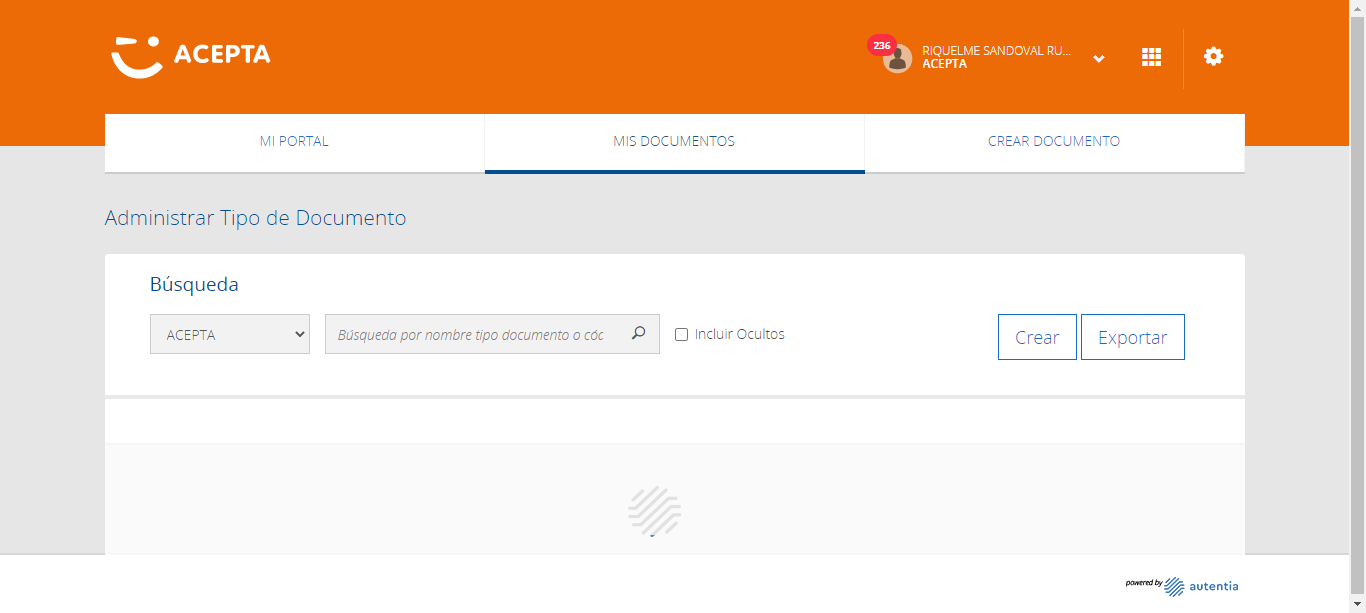 ACEPTA
236
RIQUELME SANDOVAL RU...
ACEPTA
MI PORTAL
MIS DOCUMENTOS
CREAR DOCUMENTO
Administrar Tipo de Documento
Búsqueda
ACEPTA
Búsqueda por nombre tipo documento o cóc
Incluir Ocultos
Crear
Exportar
powered by autentia